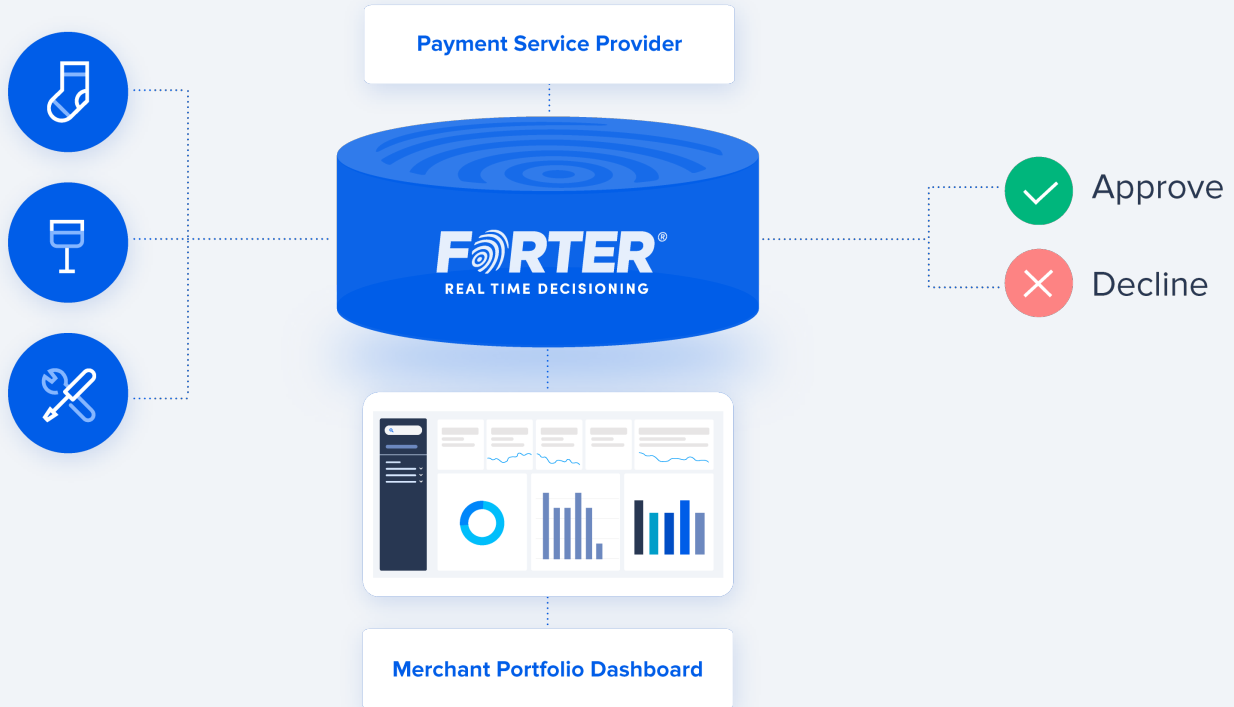 Payment Service Provider
FORTER®
REAL TIME DECISIONING
Approve
Decline
Merchant Portfolio Dashboard